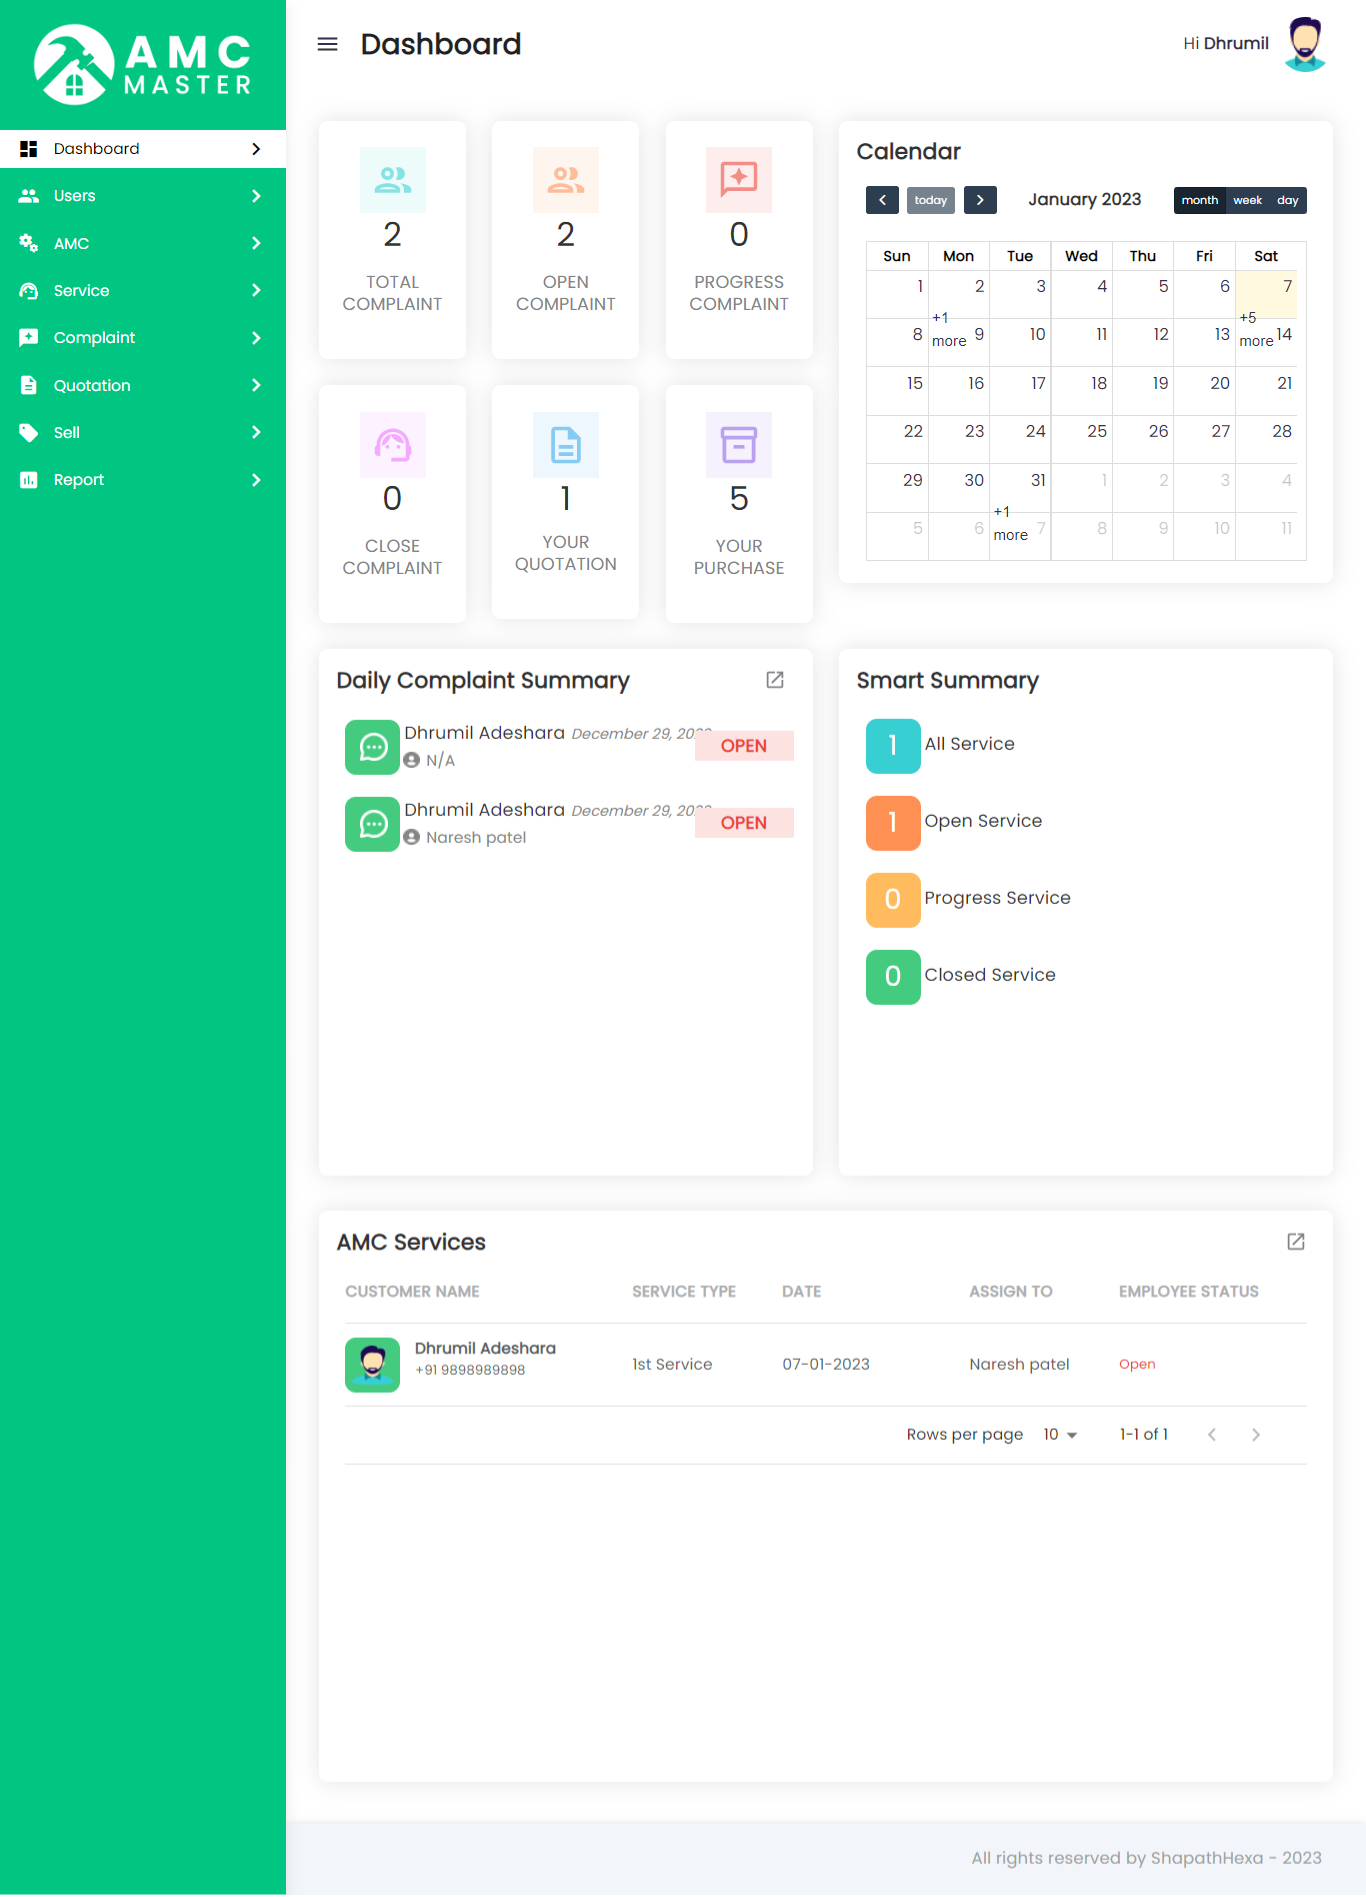 AMC
MASTER
Dashboard
Users
AMC
Service
Complaint
Quotation
Sell
Report
Dashboard
Hi Dhrumil
2
TOTAL
COMPLAINT
2
OPEN
COMPLAINT
0
PROGRESS
COMPLAINT
0
CLOSE
COMPLAINT
1
YOUR
QUOTATION
5
YOUR
PURCHASE
Calendar
today
January 2023
month week day
Sun Mon Tue Wed Thu Fri Sat
1 2 3 4 5 6 7
+1 more +5 more
8 9 10 11 12 13 14
15 16 17 18 19 20 21
22 23 24 25 26 27 28
29 30 31 1 2 3 4
+1 more
5 6 7 8 9 10 11
Daily Complaint Summary
Dhrumil Adeshara December 29, 2022
N/A
OPEN
Dhrumil Adeshara December 29, 2022
Naresh patel
OPEN
Smart Summary
1 All Service
1 Open Service
0 Progress Service
0 Closed Service
AMC Services
CUSTOMER NAME SERVICE TYPE DATE ASSIGN TO EMPLOYEE STATUS
Dhrumil Adeshara
+91 9898989898
1st Service 07-01-2023 Naresh patel Open
Rows per page 10 1-1 of 1
All rights reserved by ShapathHexa - 2023